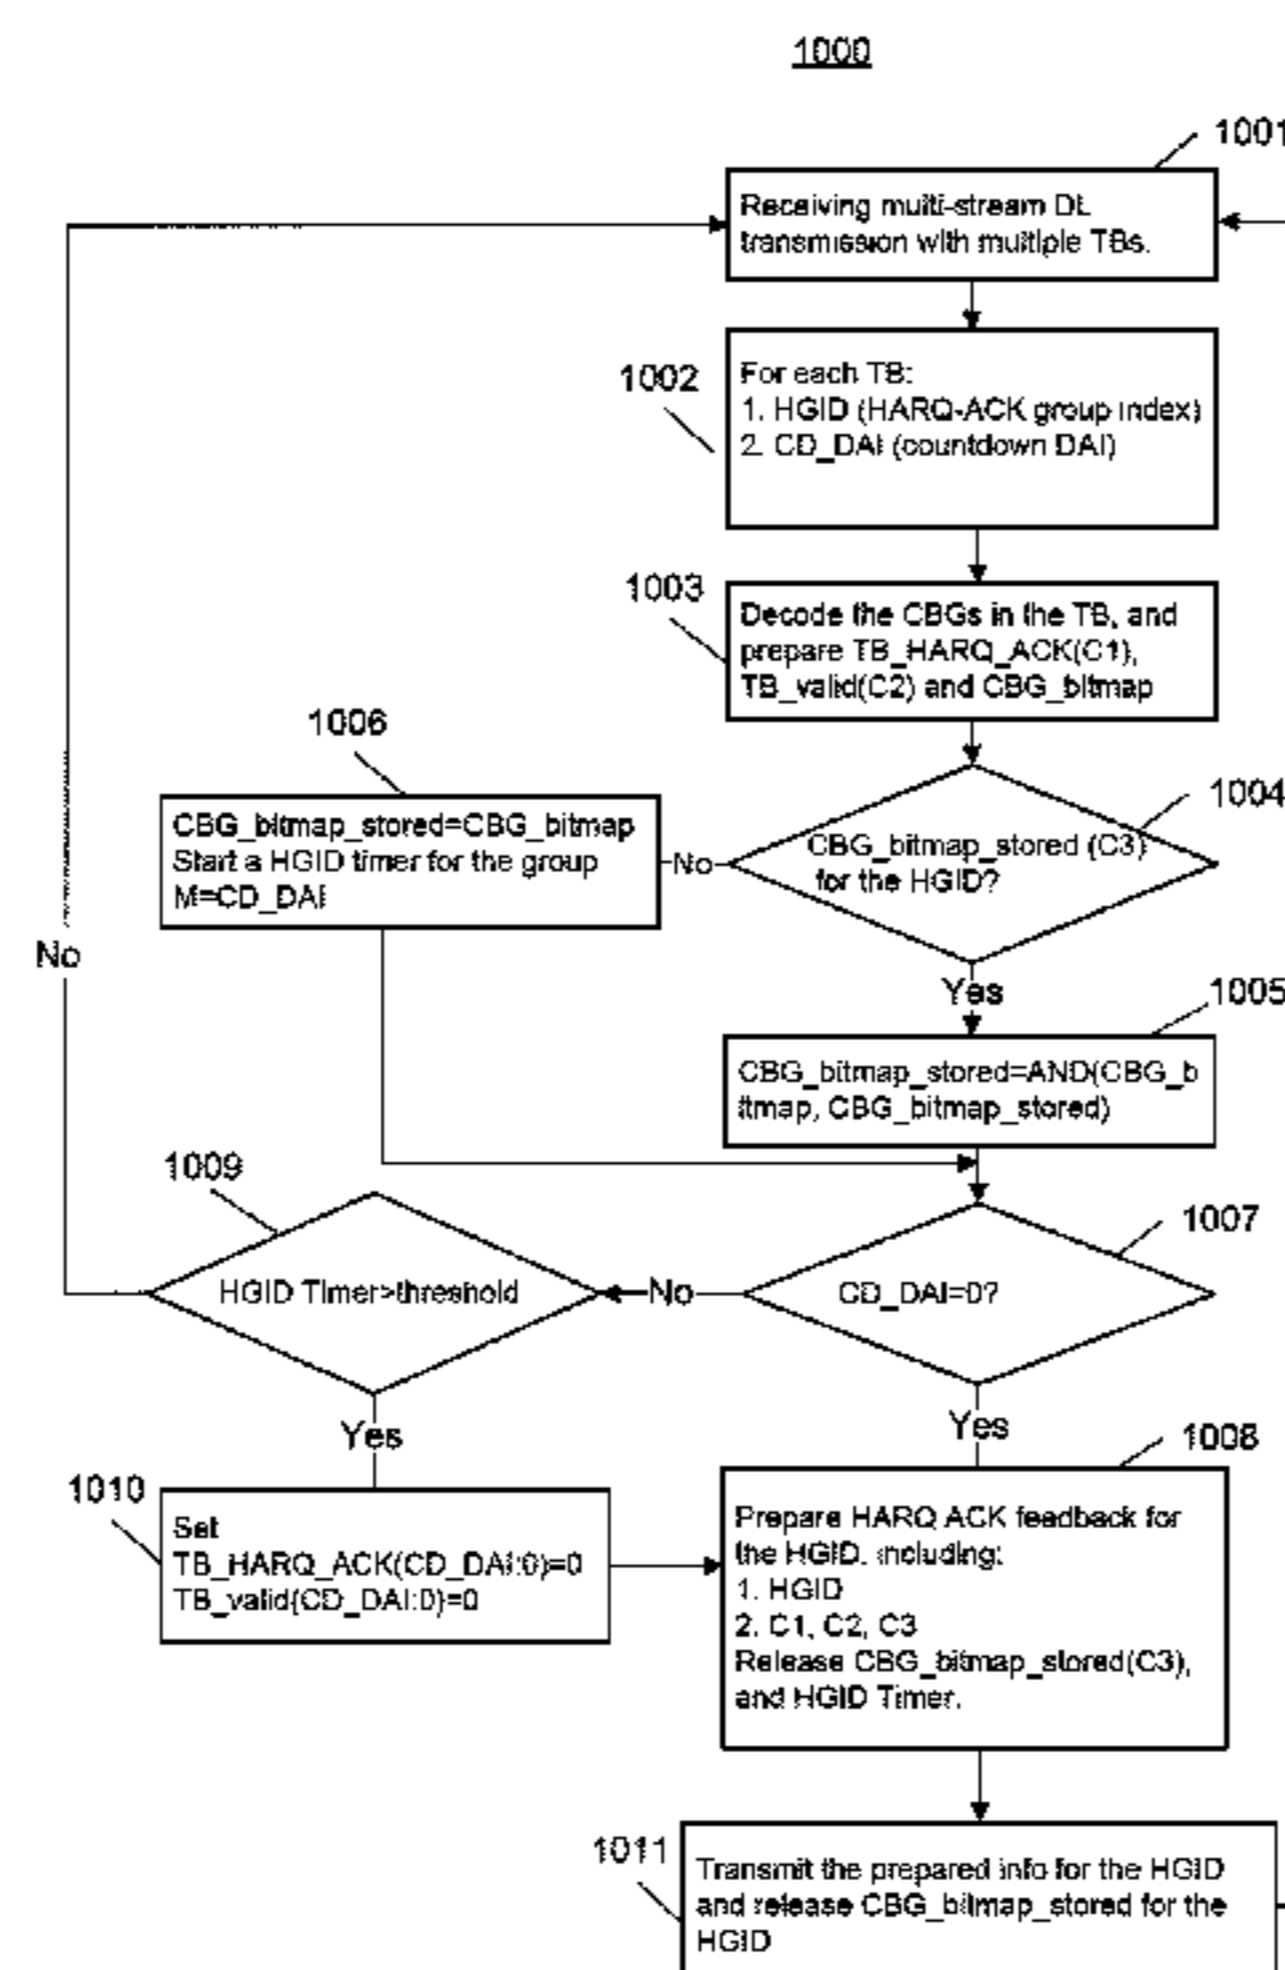 1000
1001
Receiving multi-stream DL
transmission with multiple TBs.
1002
For each TB:
1. HGID (HARQ-ACK group index)
2. CD_DAI (countdown DAI)
1003
Decode the CBGs in the TB, and
prepare TB_HARQ_ACK(C1),
TB_valid(C2) and CBG_bitmap
1006
CBG_bitmap_stored=CBG_bitmap
Start a HGID timer for the group
M=CD_DAI
No
1004
CBG_bitmap_stored (C3)
for the HGID?
No
Yes
1005
CBG_bitmap_stored=AND(CBG_b
itmap, CBG_bitmap_stored)
1009
HGID Timer>threshold
No
1007
CD_DAI=0?
Yes
Yes
1010
Set
TB_HARQ_ACK(CD_DAI:0)=0
TB_valid(CD_DAI:0)=0
1008
Prepare HARQ ACK feedback for
the HGID, including:
1. HGID
2. C1, C2, C3
Release CBG_bitmap_stored(C3),
and HGID Timer.
1011
Transmit the prepared info for the HGID
and release CBG_bitmap_stored for the
HGID